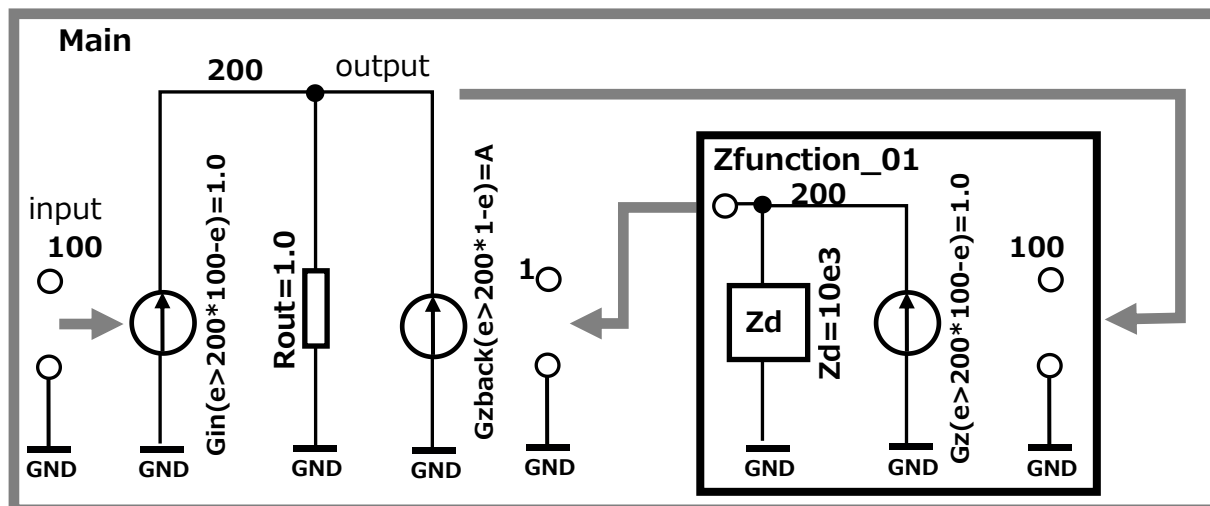 Main
200
output
input
100
Gin(e>200*100-e)=1.0
Rout=1.0
Gzback(e>200*1-e)=A
1
Zfunction_01
200
Zd
Zd=10e3
Gz(e>200*100-e)=1.0
100
GND
GND
GND
GND
GND
GND
GND
GND